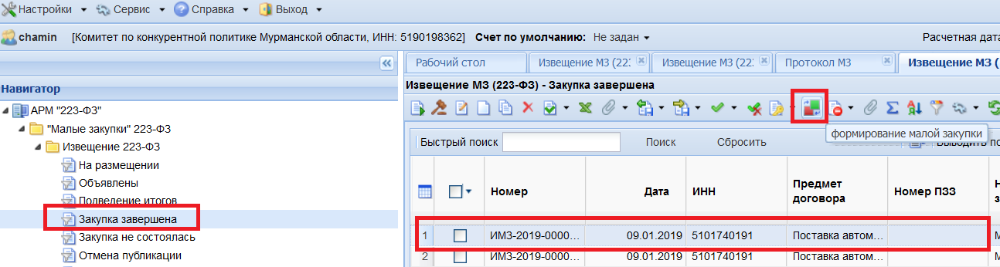 Настройки Сервис Справка Выход
chamin [Комитет по конкурентной политике Мурманской области, ИНН: 5190198362] Счет по умолчанию: Не задан Расчетная дата
Рабочий стол Извещение МЗ (223 Извещение МЗ (223 Протокол МЗ Извещение МЗ (
Навигатор
Извещение МЗ (223-ФЗ) - Закупка завершена
АРМ "223-ФЗ"
"Малые закупки" 223-ФЗ
Извещение 223-ФЗ
На размещении
Объявлены
Подведение итогов
Закупка завершена
Закупка не состоялась
Отмена публикации
формирование малой закупки
Быстрый поиск Поиск Сбросить Выводить по
Номер Дата ИНН Предмет договора Номер ПЗЗ
1 ИМЗ-2019-0000... 09.01.2019 5101740191 Поставка автом...
2 ИМЗ-2019-0000... 09.01.2019 5101740191 Поставка автом...